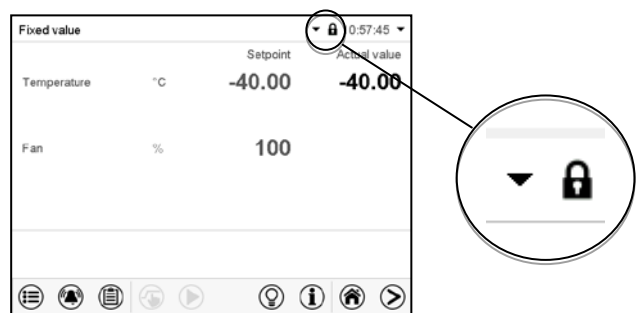 Fixed value 0:57:45
Setpoint Actual value
Temperature °C -40.00 -40.00
Fan % 100